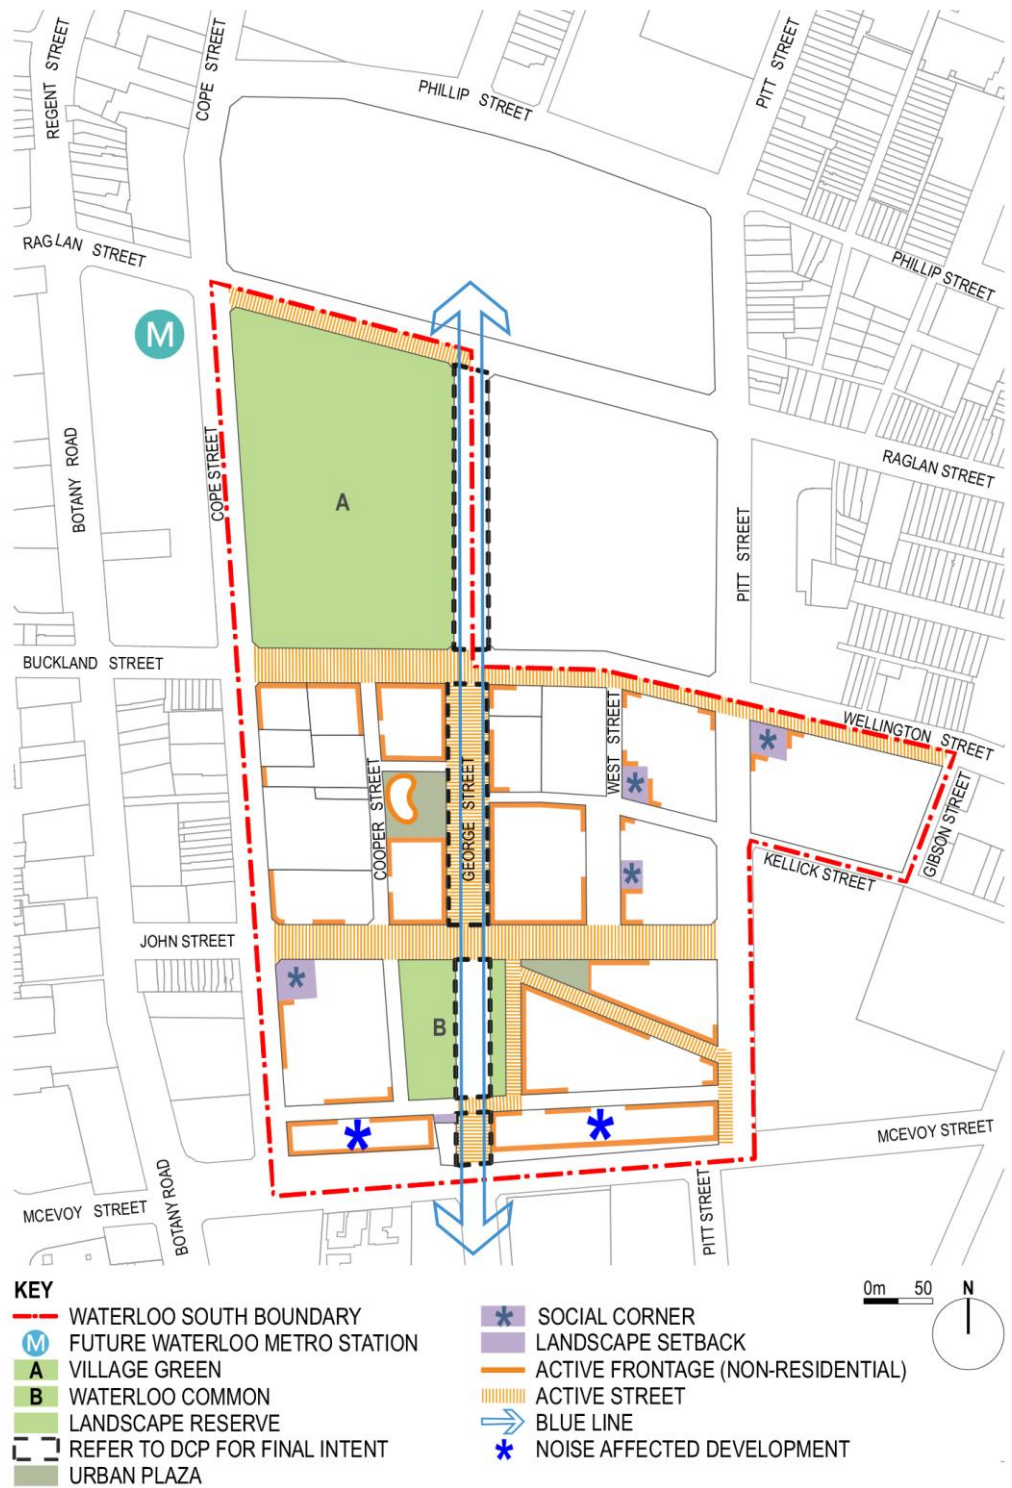 REGENT STREET
COPE STREET
PHILLIP STREET
PITT STREET
RAGLAN STREET
PHILLIP STREET
M
BOTANY ROAD
COPE STREET
A
RAGLAN STREET
PITT STREET
BUCKLAND STREET
WELLINGTON STREET
WEST STREET
COOPER STREET
GEORGE STREET
GIBSON STREET
KELLICK STREET
JOHN STREET
B
MCEVOY STREET
MCEVOY STREET
BOTANY ROAD
PITT STREET
KEY
0m 50 N
WATERLOO SOUTH BOUNDARY
M FUTURE WATERLOO METRO STATION
A VILLAGE GREEN
B WATERLOO COMMON
LANDSCAPE RESERVE
REFER TO DCP FOR FINAL INTENT
URBAN PLAZA
SOCIAL CORNER
LANDSCAPE SETBACK
ACTIVE FRONTAGE (NON-RESIDENTIAL)
ACTIVE STREET
BLUE LINE
NOISE AFFECTED DEVELOPMENT